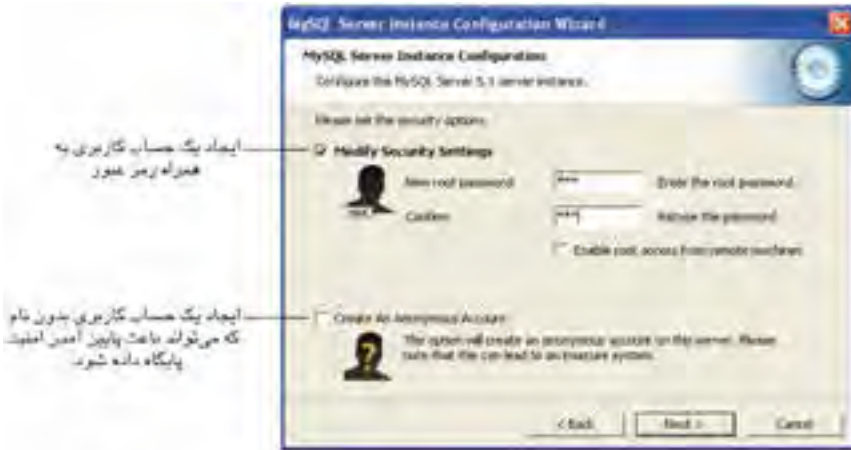 MySQL Server Instance Configuration Wizard
MySQL Server Instance Configuration
Configure the MySQL Server 5.1 server instance.
Please set the security options.
ایجاد یک حساب کاربری به
همراه رمز عبور
Modify Security Settings
New root password:
***
Enter the root password.
root
Confirm:
***
Retype the password.
Enable root access from remote machines
ایجاد یک حساب کاربری بدون نام
که می‌تواند باعث پایین آمدن امنیت
پایگاه داده شود.
Create An Anonymous Account
This option will create an anonymous account on this server. Please
note that this can lead to an insecure system.
< Back
Next >
Cancel